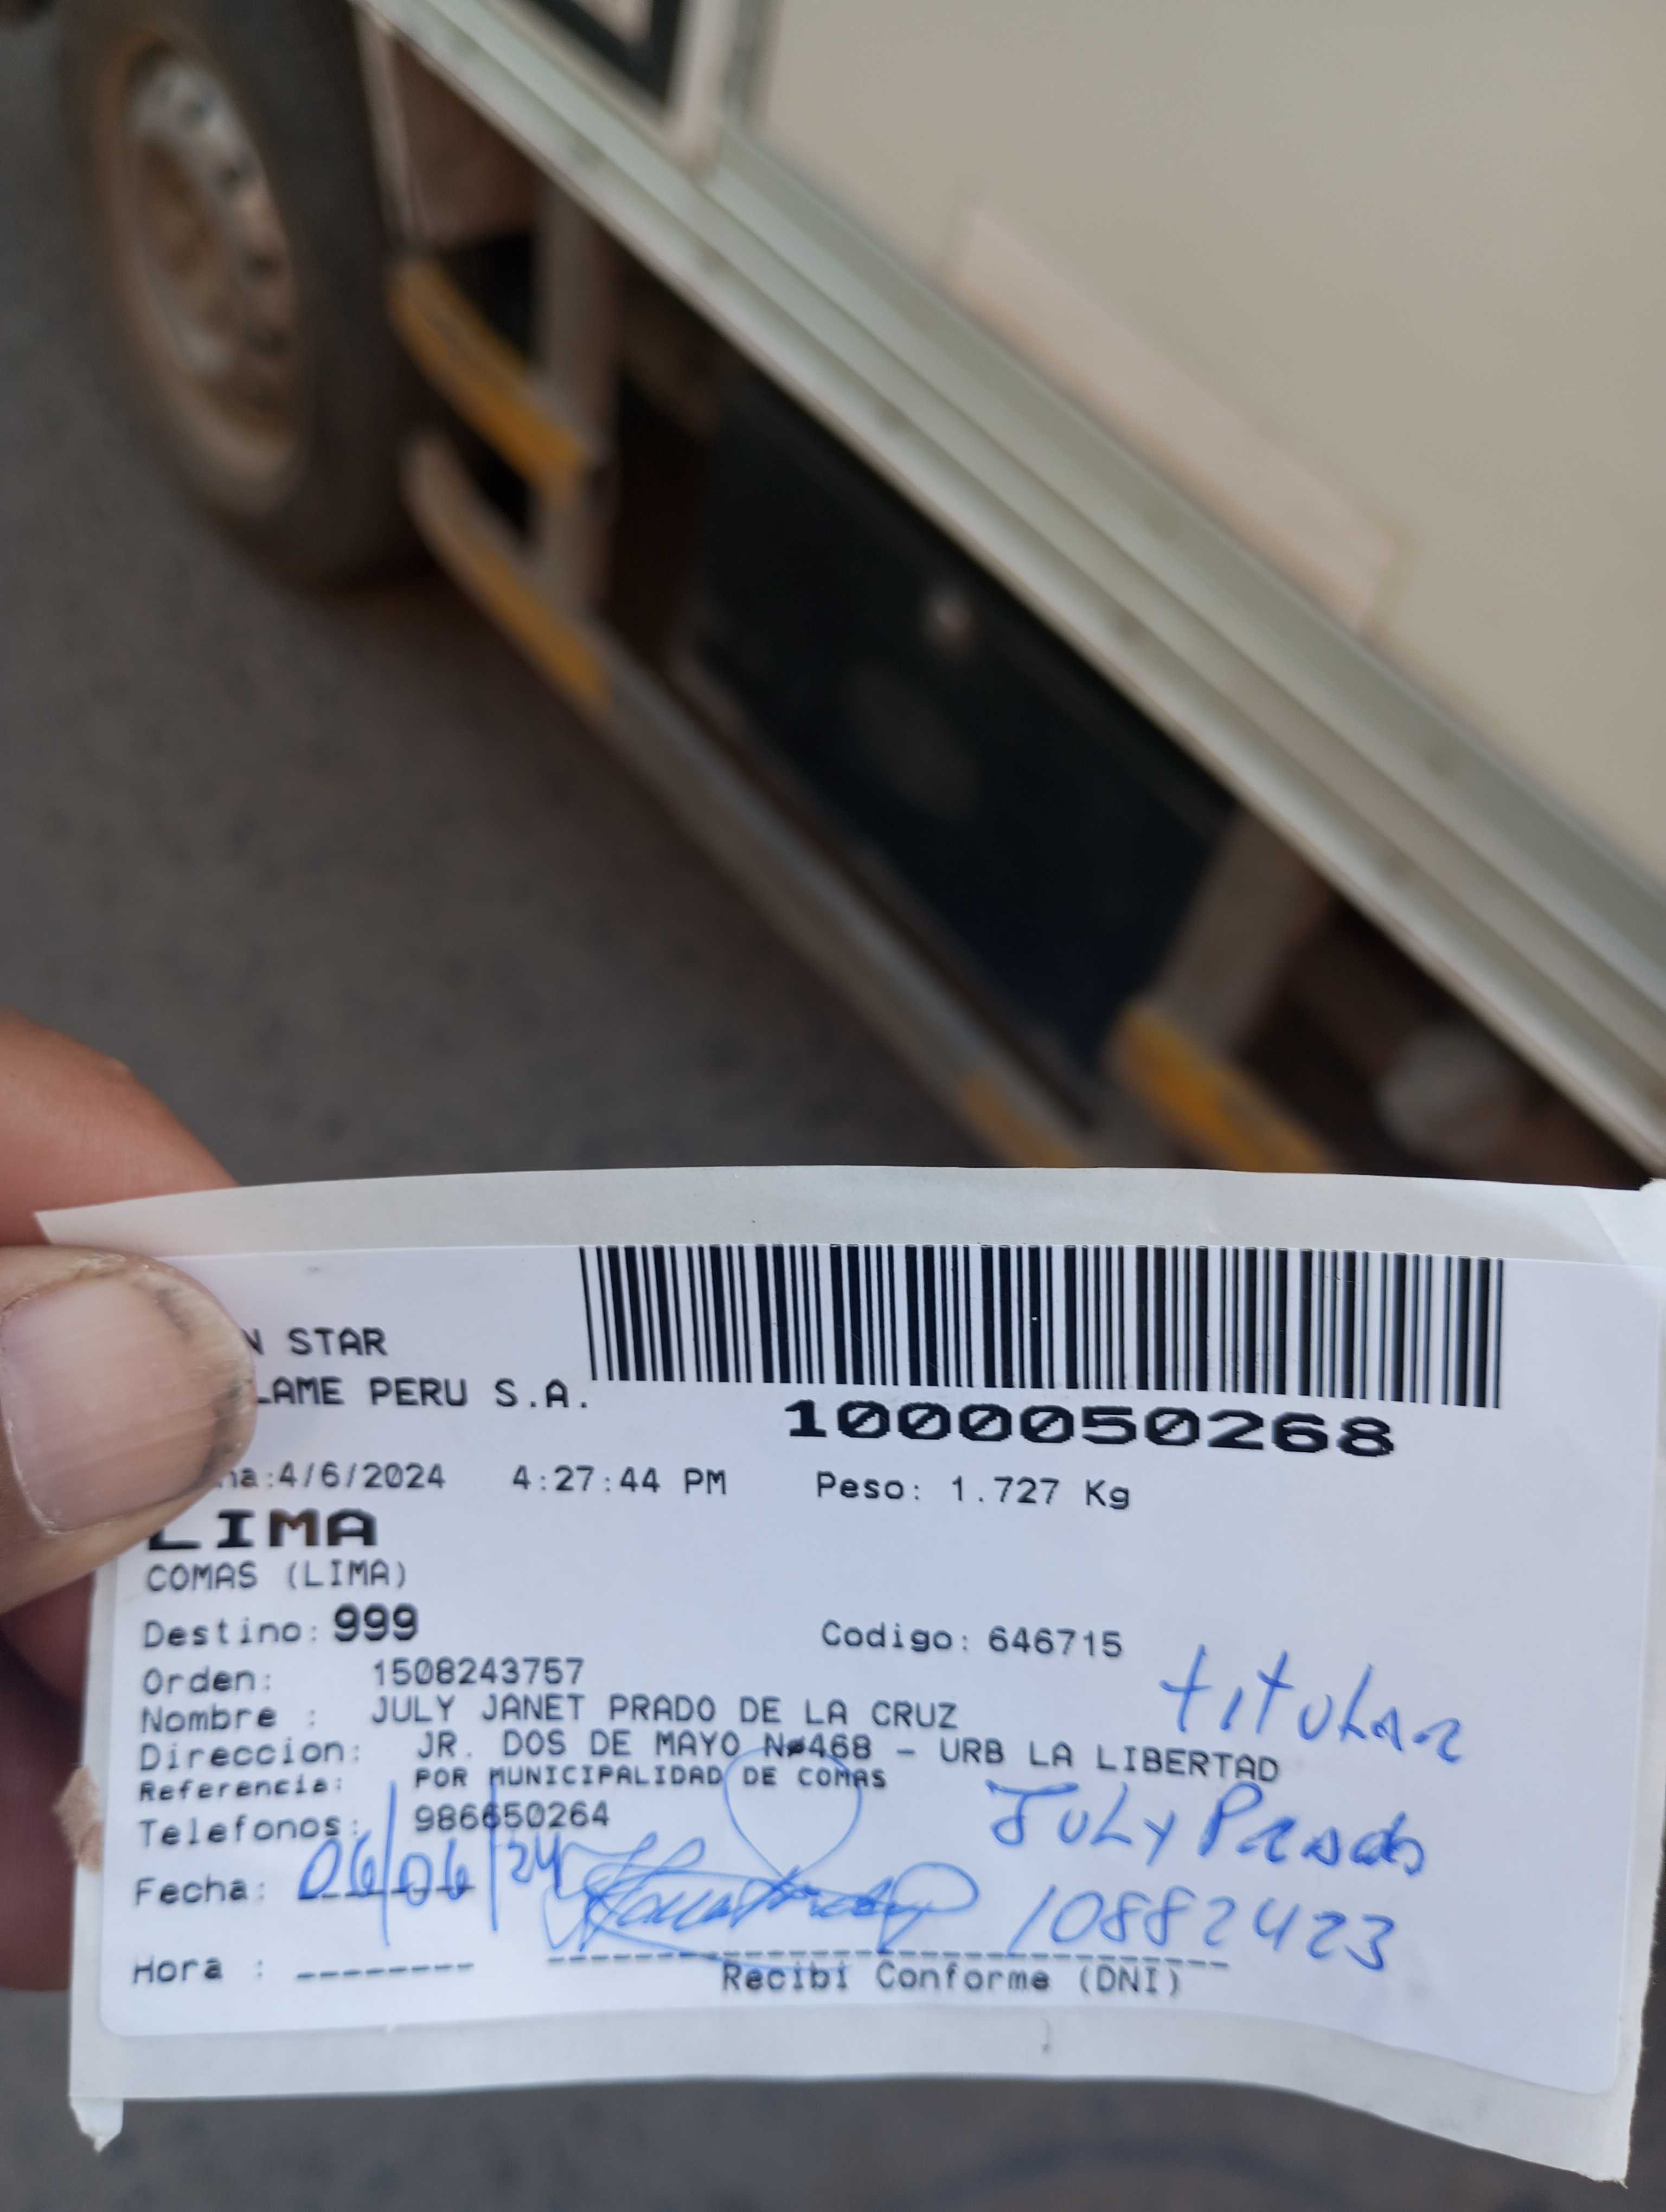 STAR
LAME PERU S.A.
1000050268
ha:4/6/2024 4:27:44 PM Peso: 1.727 Kg
LIMA
COMAS (LIMA)
Destino: 999 Codigo: 646715
titular
Orden: 1508243757
Nombre : JULY JANET PRADO DE LA CRUZ
Direccion: JR. DOS DE MAYO Nº468 - URB LA LIBERTAD
Referencia: POR MUNICIPALIDAD DE COMAS
July Prado
Telefonos: 986650264
Fecha: 06/06/24 10882423
Hora :
Recibi Conforme (DNI)